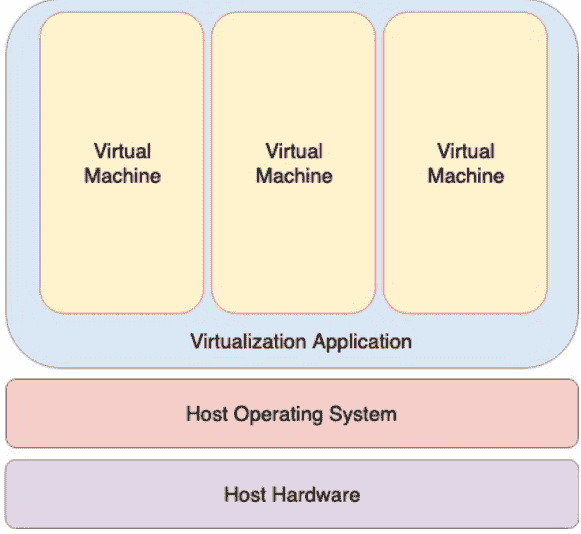 Virtual
Machine
Virtual
Machine
Virtual
Machine
Virtualization Application
Host Operating System
Host Hardware